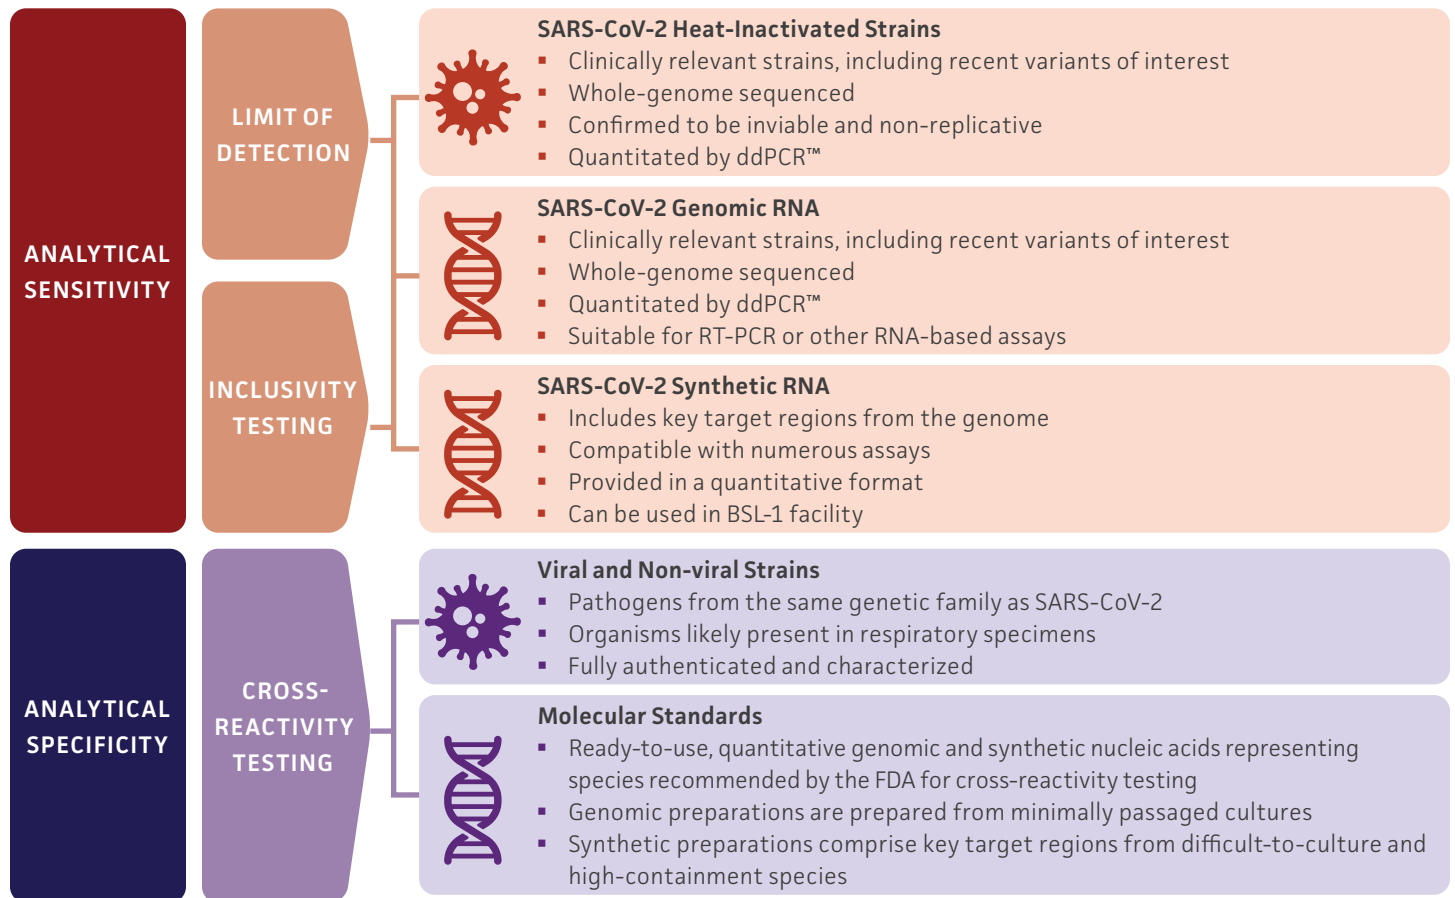 ANALYTICAL
SENSITIVITY
LIMIT OF
DETECTION
INCLUSIVITY
TESTING
SARS-CoV-2 Heat-Inactivated Strains
▪ Clinically relevant strains, including recent variants of interest
▪ Whole-genome sequenced
▪ Confirmed to be inviable and non-replicative
▪ Quantitated by ddPCR™
SARS-CoV-2 Genomic RNA
▪ Clinically relevant strains, including recent variants of interest
▪ Whole-genome sequenced
▪ Quantitated by ddPCR™
▪ Suitable for RT-PCR or other RNA-based assays
SARS-CoV-2 Synthetic RNA
▪ Includes key target regions from the genome
▪ Compatible with numerous assays
▪ Provided in a quantitative format
▪ Can be used in BSL-1 facility
ANALYTICAL
SPECIFICITY
CROSS-
REACTIVITY
TESTING
Viral and Non-viral Strains
▪ Pathogens from the same genetic family as SARS-CoV-2
▪ Organisms likely present in respiratory specimens
▪ Fully authenticated and characterized
Molecular Standards
▪ Ready-to-use, quantitative genomic and synthetic nucleic acids representing
species recommended by the FDA for cross-reactivity testing
▪ Genomic preparations are prepared from minimally passaged cultures
▪ Synthetic preparations comprise key target regions from difficult-to-culture and
high-containment species